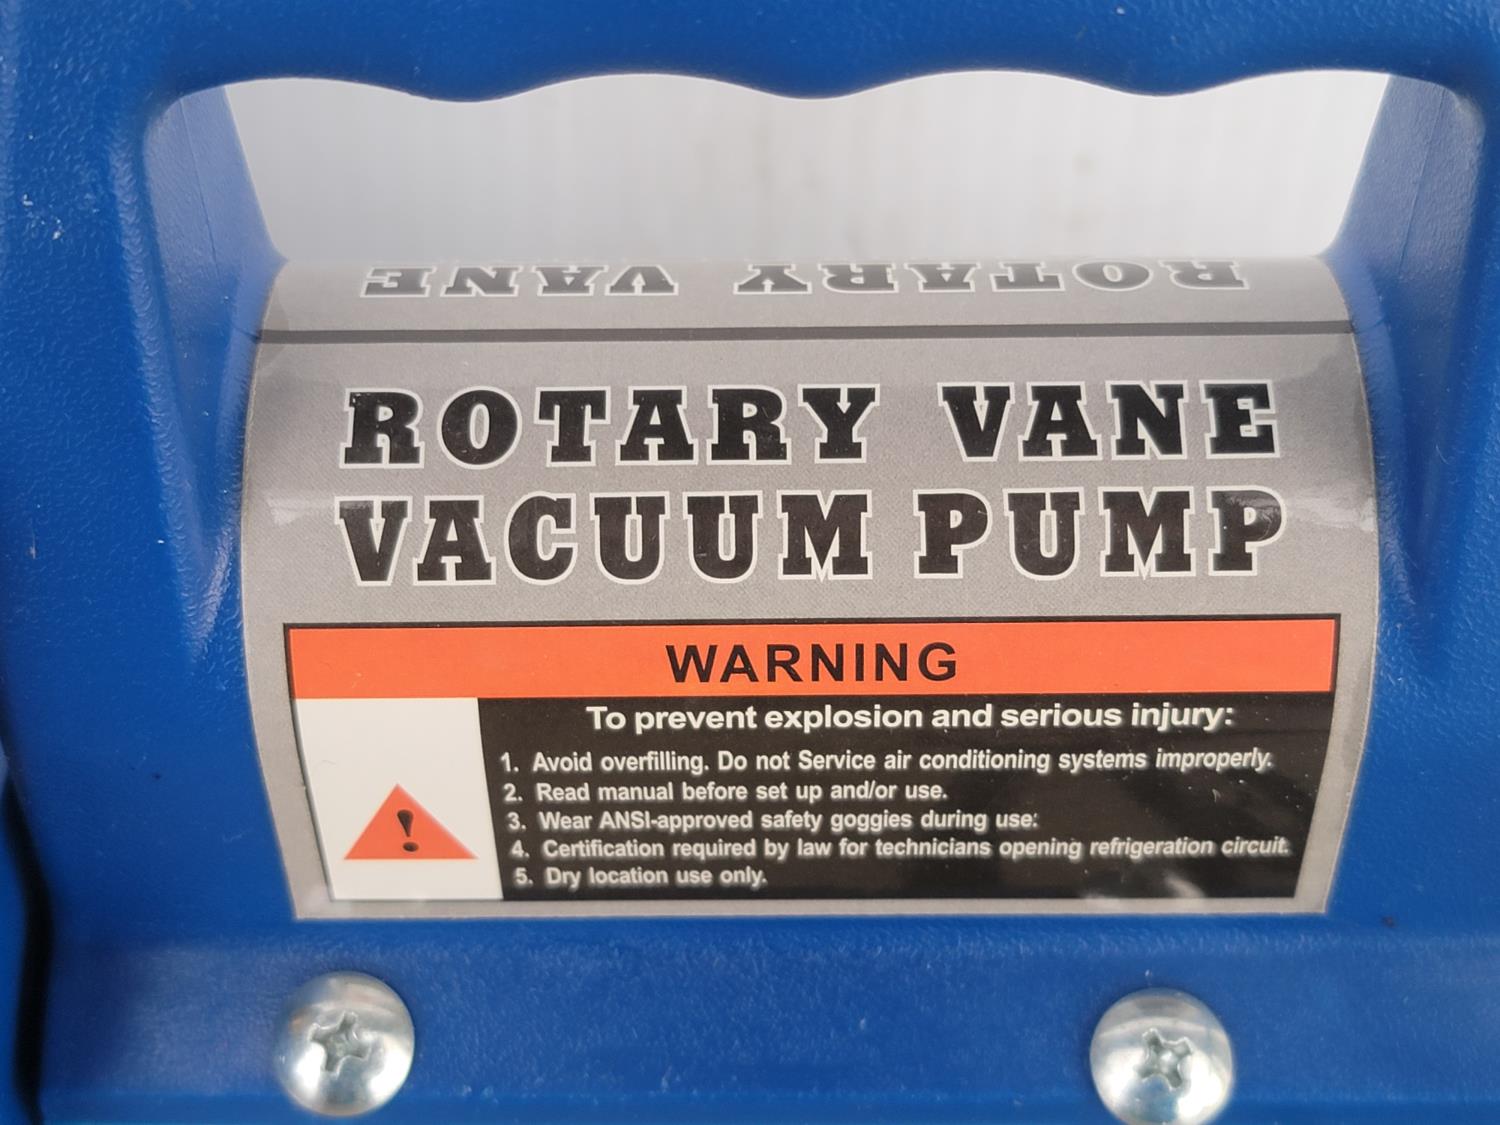 ROTARY VANE
ROTARY VANE
VACUUM PUMP
WARNING
To prevent explosion and serious injury:
1. Avoid overfilling. Do not Service air conditioning systems improperly.
2. Read manual before set up and/or use.
3. Wear ANSI-approved safety goggies during use:
4. Certification required by law for technicians opening refrigeration circuit.
5. Dry location use only.